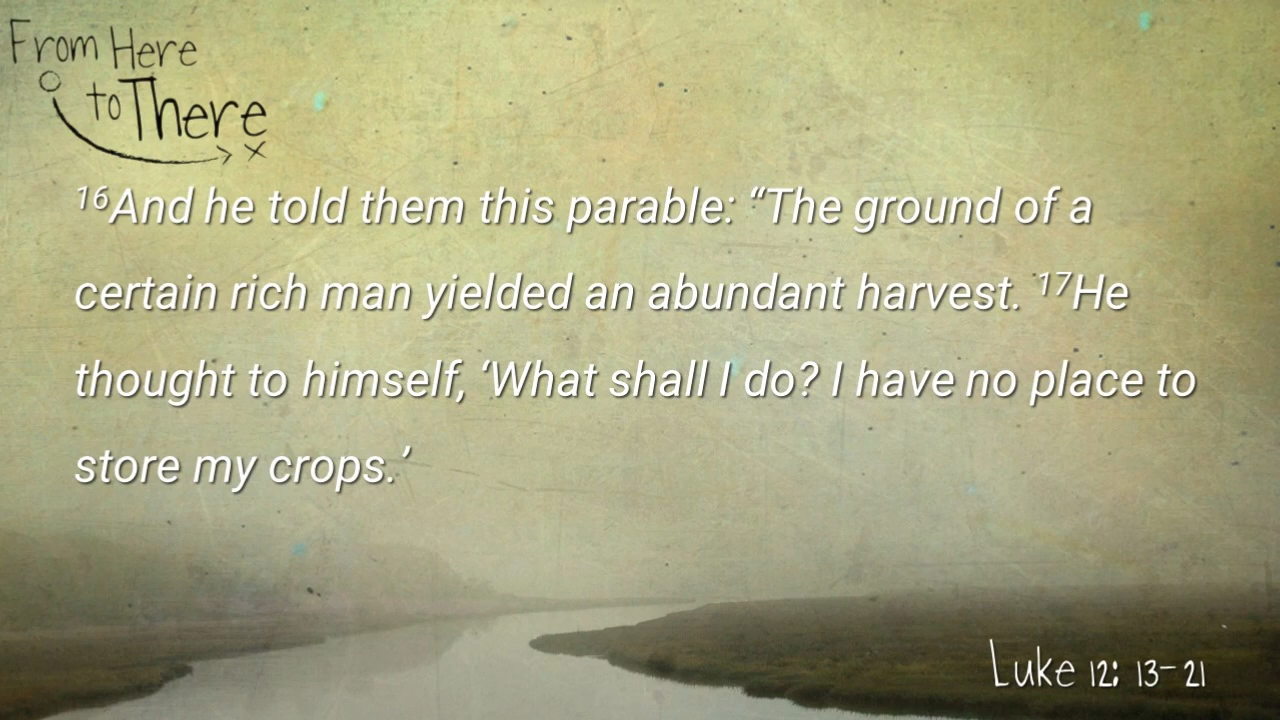 From Here
to There
16And he told them this parable: “The ground of a
certain rich man yielded an abundant harvest. 17He
thought to himself, ‘What shall I do? I have no place to
store my crops.’
Luke 12: 13-21